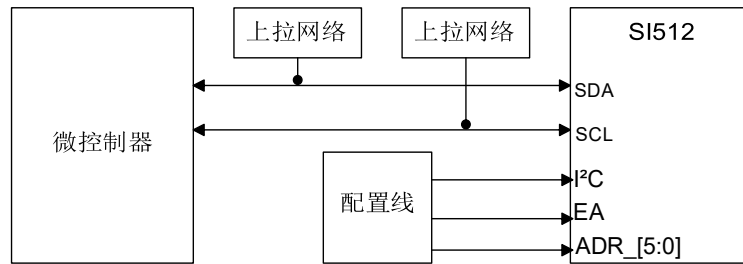 上拉网络
上拉网络
SI512
微控制器
SDA
SCL
配置线
I²C
EA
ADR_[5:0]